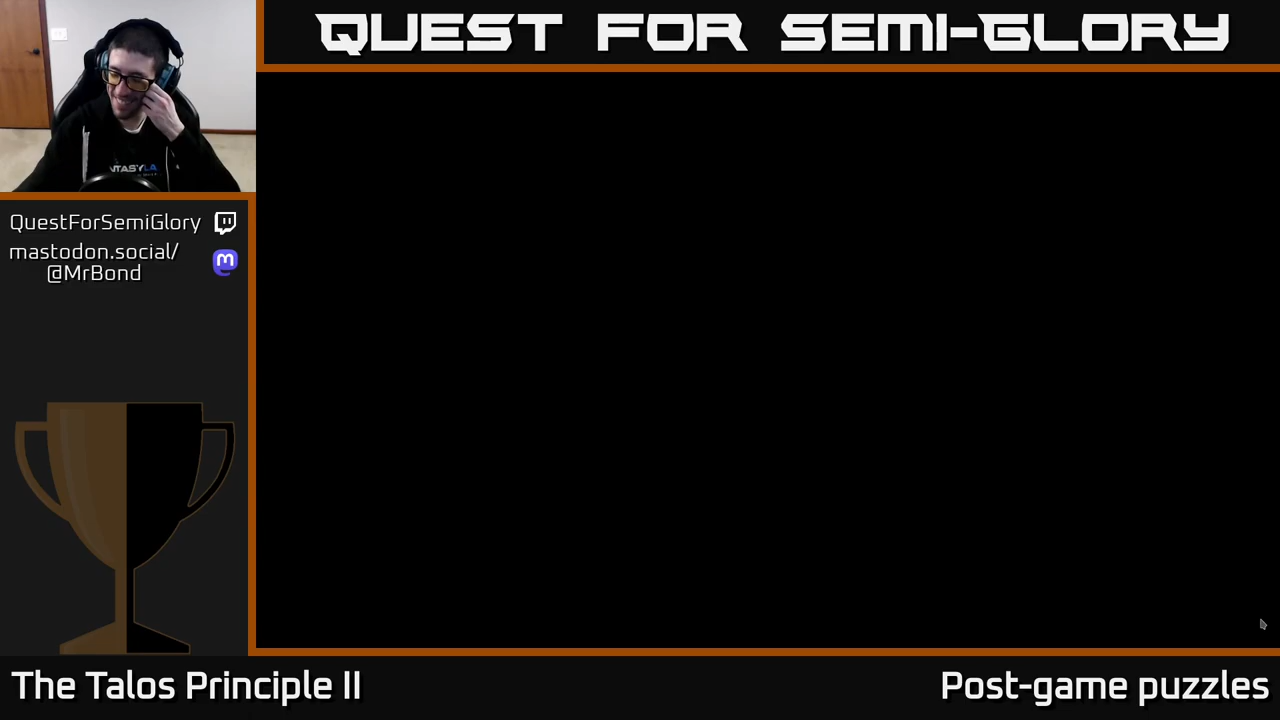 QUEST FOR SEMI-GLORY
QuestForSemiGlory
mastodon.social/
@MrBond
The Talos Principle II
Post-game puzzles